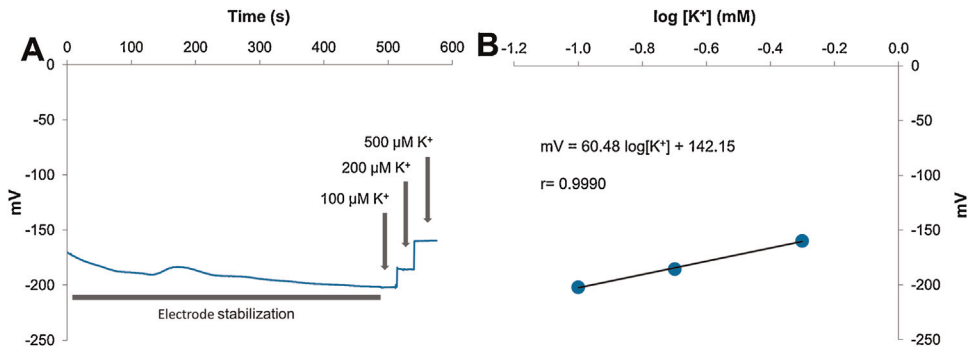 Time (s)
A
0 100 200 300 400 500 600
0
-50
-100
-150
-200
-250
mV
500 µM K⁺
200 µM K⁺
100 µM K⁺
Electrode stabilization
log [K⁺] (mM)
B
-1.2 -1.0 -0.8 -0.6 -0.4 -0.2 0.0
mV = 60.48 log[K⁺] + 142.15
r= 0.9990
0
-50
-100
-150
-200
-250
mV